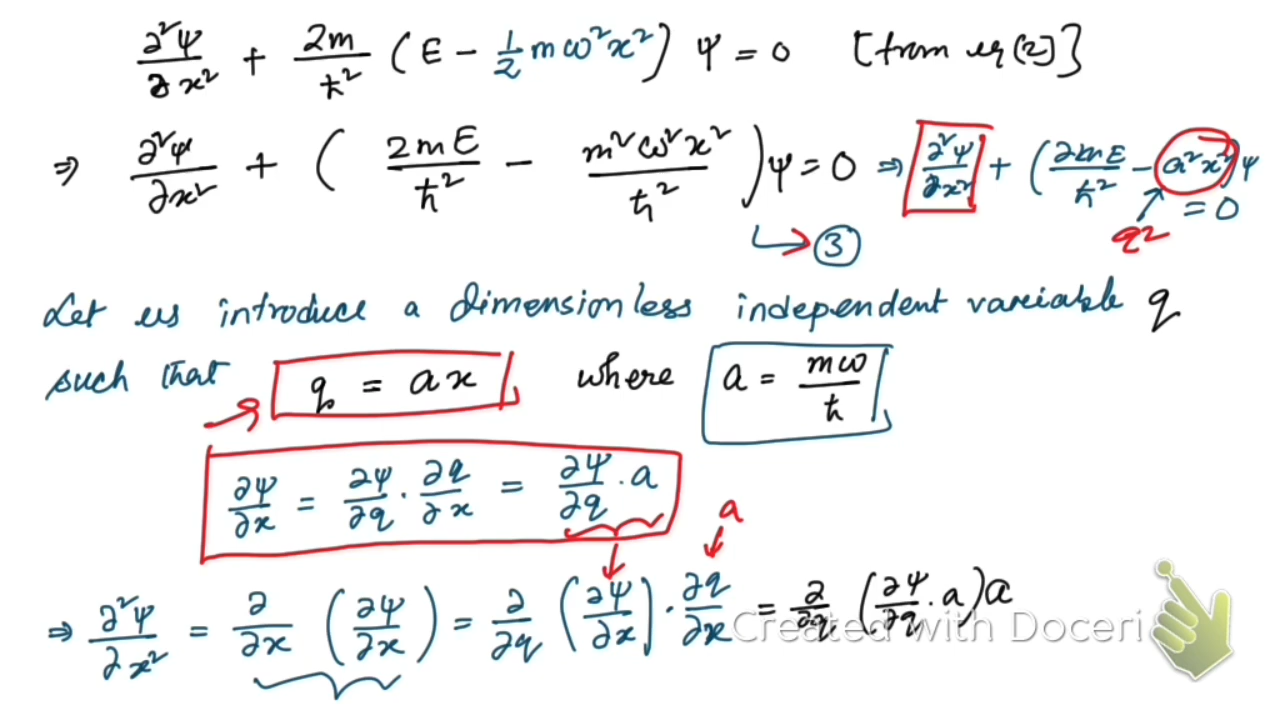 ∂²ψ/∂x² + 2m/ħ² (E − 1/2 mω²x²) ψ = 0 [from eq(2)}
⇒ ∂²ψ/∂x² + ( 2mE/ħ² − m²ω²x²/ħ² )ψ = 0 ⇒ ∂²ψ/∂x² + (2mE/ħ² − a²x²)ψ = 0
q²
↳ ③
Let us introduce a dimensionless independent variable q
such that q = ax where a = mω/ħ
∂ψ/∂x = ∂ψ/∂q · ∂q/∂x = ∂ψ/∂q · a
a
⇒ ∂²ψ/∂x² = ∂/∂x (∂ψ/∂x) = ∂/∂q (∂ψ/∂x) · ∂q/∂x = ∂/∂q (∂ψ/∂q · a) a
Created with Doceri